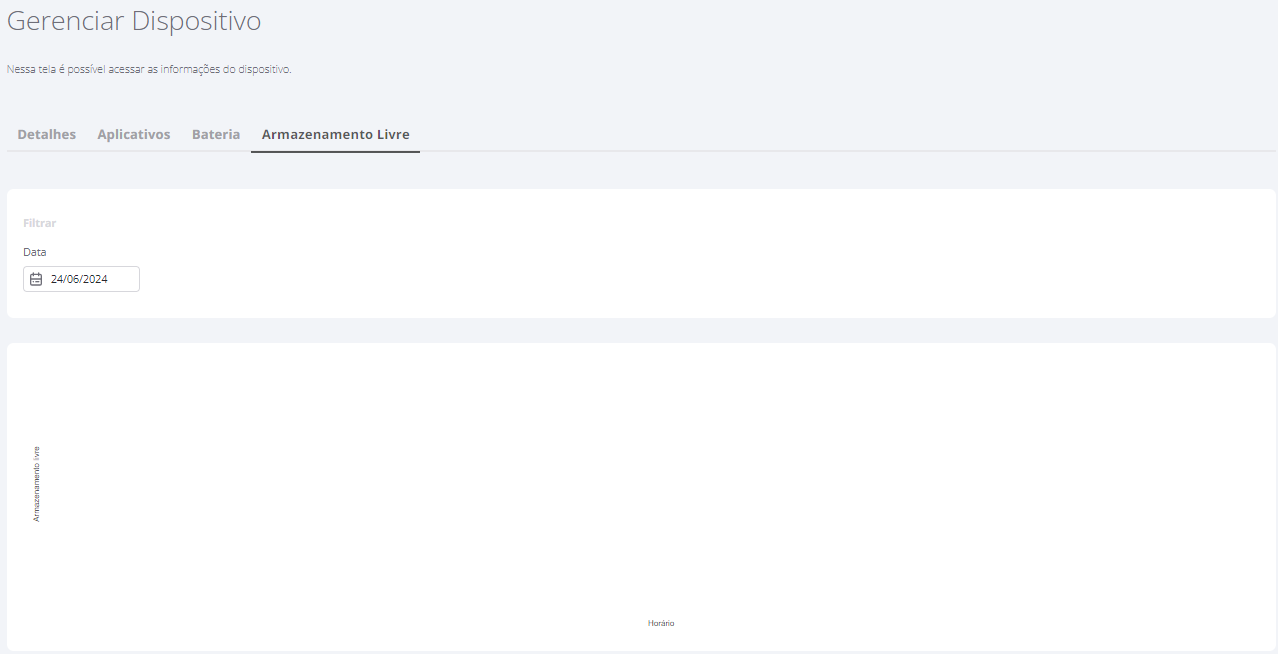 Gerenciar Dispositivo
Nessa tela é possível acessar as informações do dispositivo.
Detalhes Aplicativos Bateria Armazenamento Livre
Filtrar
Data
24/06/2024
Armazenamento livre
Horário